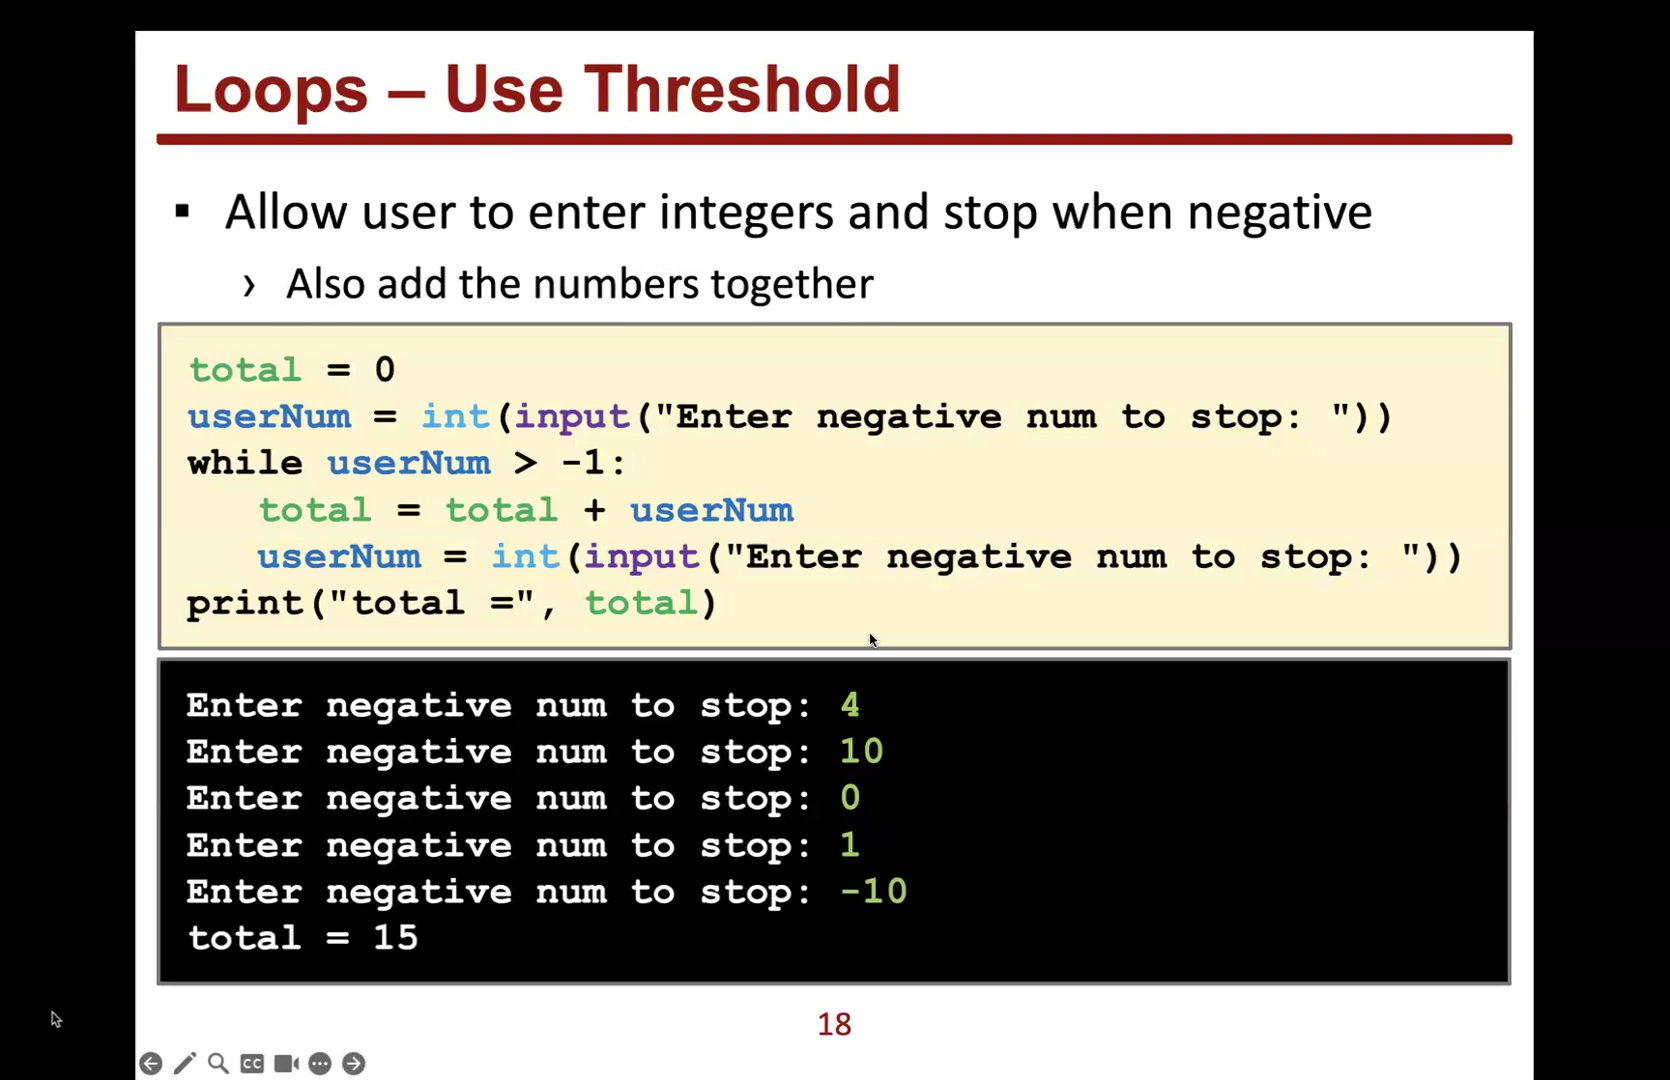 Loops – Use Threshold
▪ Allow user to enter integers and stop when negative
› Also add the numbers together
total = 0
userNum = int(input("Enter negative num to stop: "))
while userNum > -1:
    total = total + userNum
    userNum = int(input("Enter negative num to stop: "))
print("total =", total)
Enter negative num to stop: 4
Enter negative num to stop: 10
Enter negative num to stop: 0
Enter negative num to stop: 1
Enter negative num to stop: -10
total = 15
18
CC